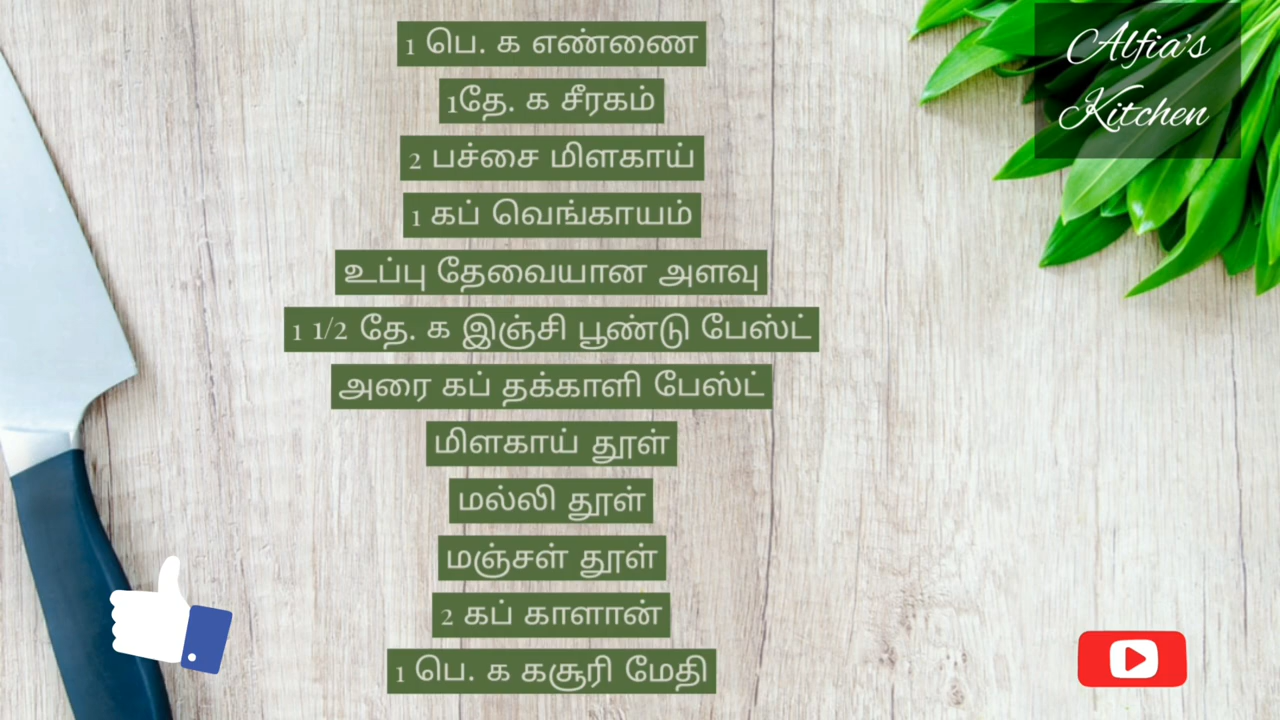 1 பெ. க எண்ணை
1தே. க சீரகம்
2 பச்சை மிளகாய்
1 கப் வெங்காயம்
உப்பு தேவையான அளவு
1 1/2 தே. க இஞ்சி பூண்டு பேஸ்ட்
அரை கப் தக்காளி பேஸ்ட்
மிளகாய் தூள்
மல்லி தூள்
மஞ்சள் தூள்
2 கப் காளான்
1 பெ. க கசூரி மேதி
Alfia's
Kitchen